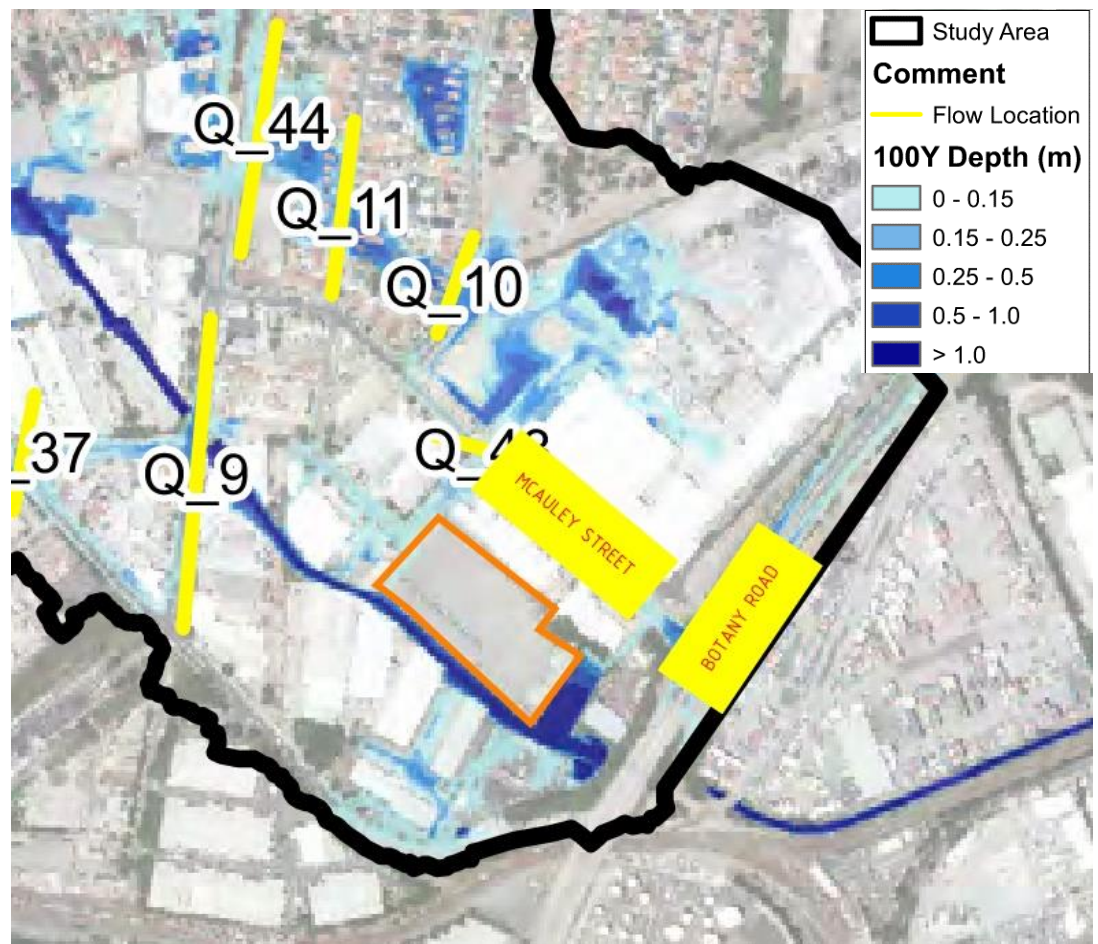 Study Area
Comment
Flow Location
100Y Depth (m)
0 - 0.15
0.15 - 0.25
0.25 - 0.5
0.5 - 1.0
> 1.0
Q_44
Q_11
Q_10
_37
Q_9
MCAULEY STREET
BOTANY ROAD